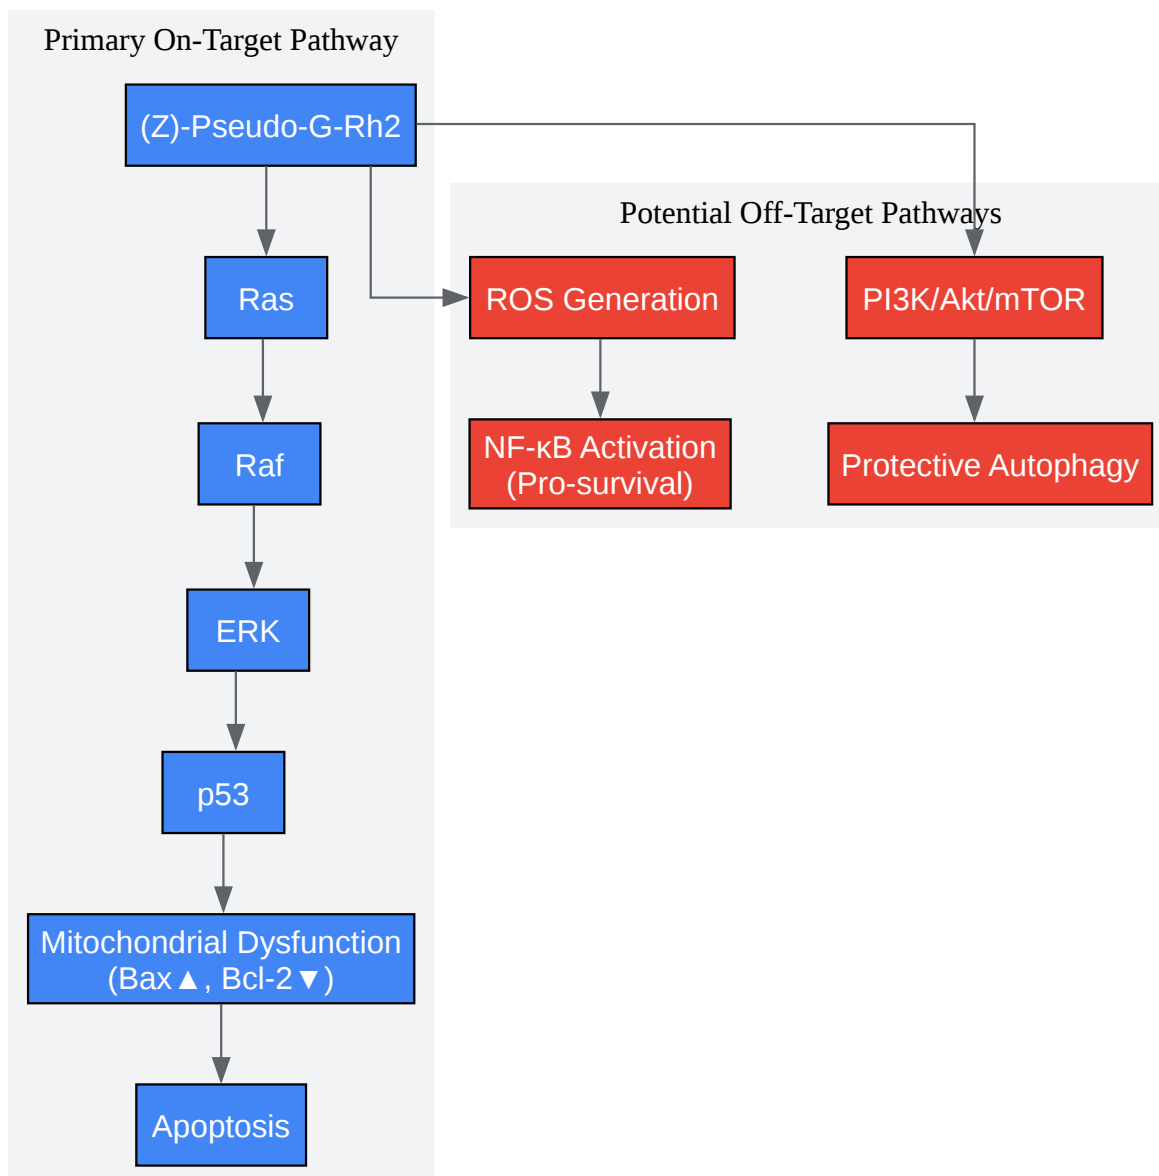 Primary On-Target Pathway
(Z)-Pseudo-G-Rh2
Ras
Raf
ERK
p53
Mitochondrial Dysfunction
(Bax▲, Bcl-2▼)
Apoptosis
Potential Off-Target Pathways
ROS Generation
PI3K/Akt/mTOR
NF-κB Activation
(Pro-survival)
Protective Autophagy